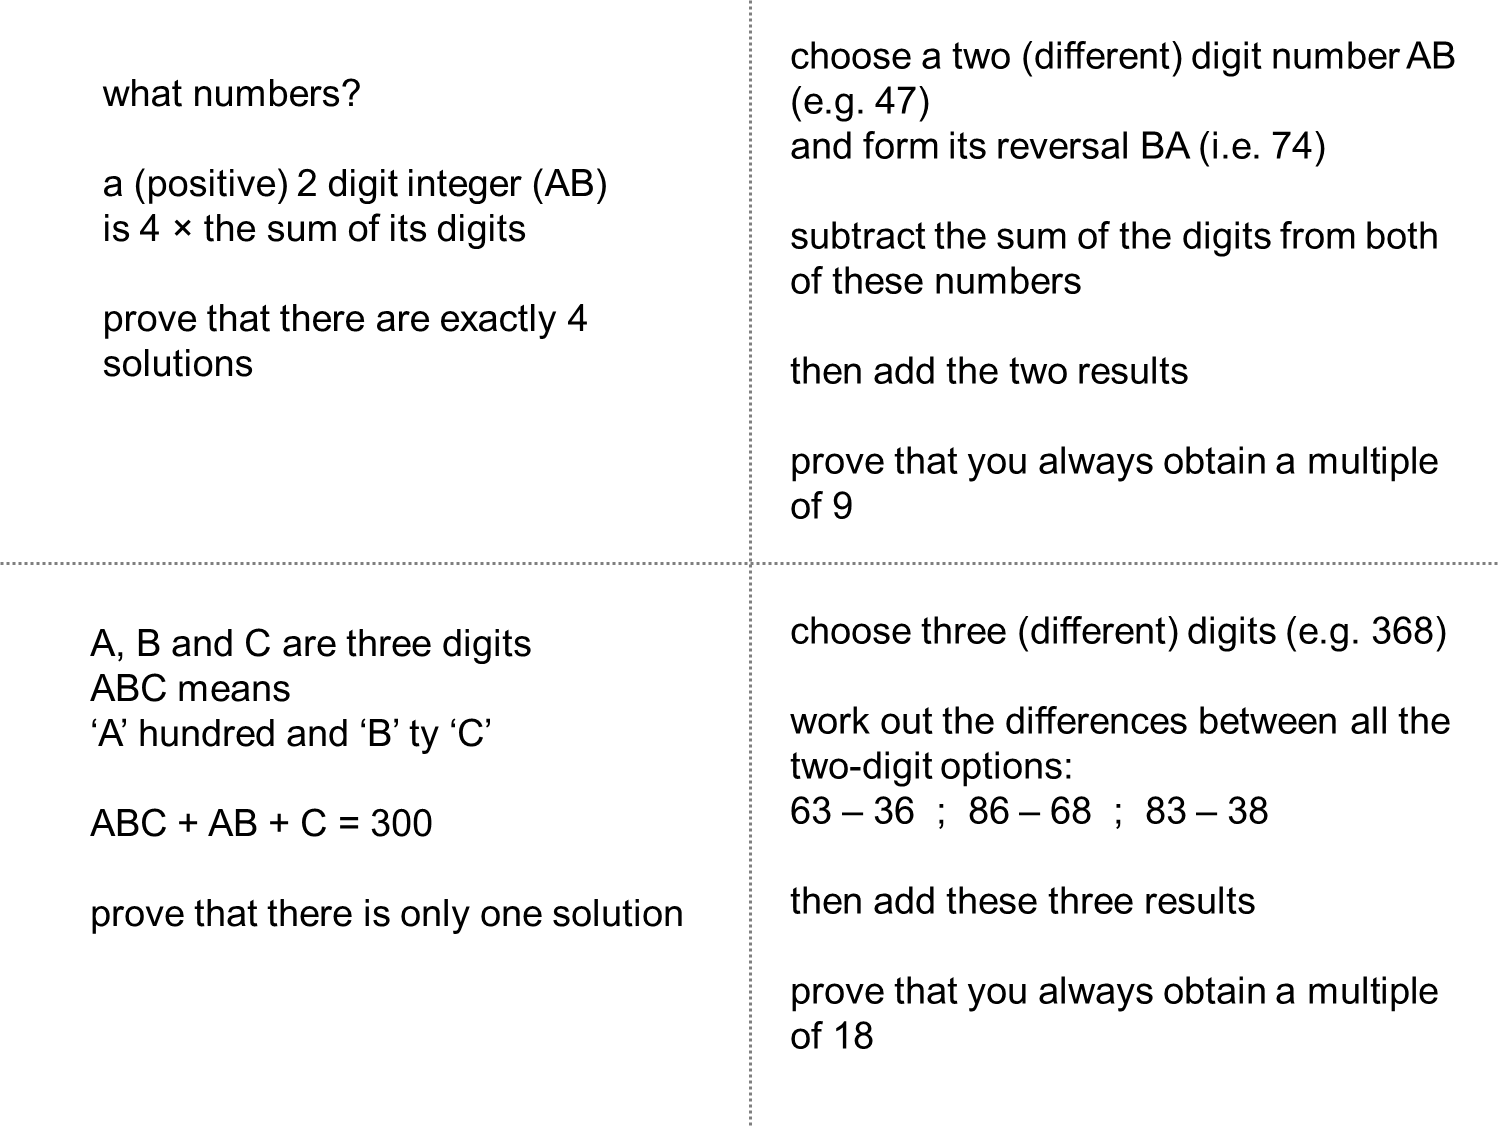 what numbers?
a (positive) 2 digit integer (AB)
is 4 × the sum of its digits
prove that there are exactly 4
solutions
choose a two (different) digit number AB
(e.g. 47)
and form its reversal BA (i.e. 74)
subtract the sum of the digits from both
of these numbers
then add the two results
prove that you always obtain a multiple
of 9
A, B and C are three digits
ABC means
‘A’ hundred and ‘B’ ty ‘C’
ABC + AB + C = 300
prove that there is only one solution
choose three (different) digits (e.g. 368)
work out the differences between all the
two-digit options:
63 – 36 ; 86 – 68 ; 83 – 38
then add these three results
prove that you always obtain a multiple
of 18